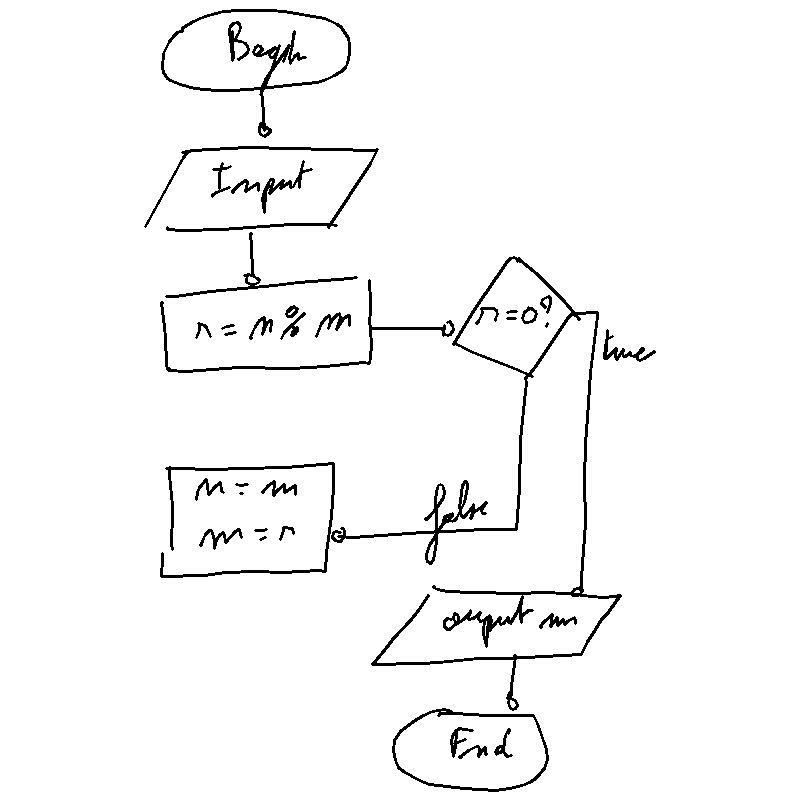 Begin
Input
r = n % m
r = 0?
true
n = m
m = r
false
output m
End